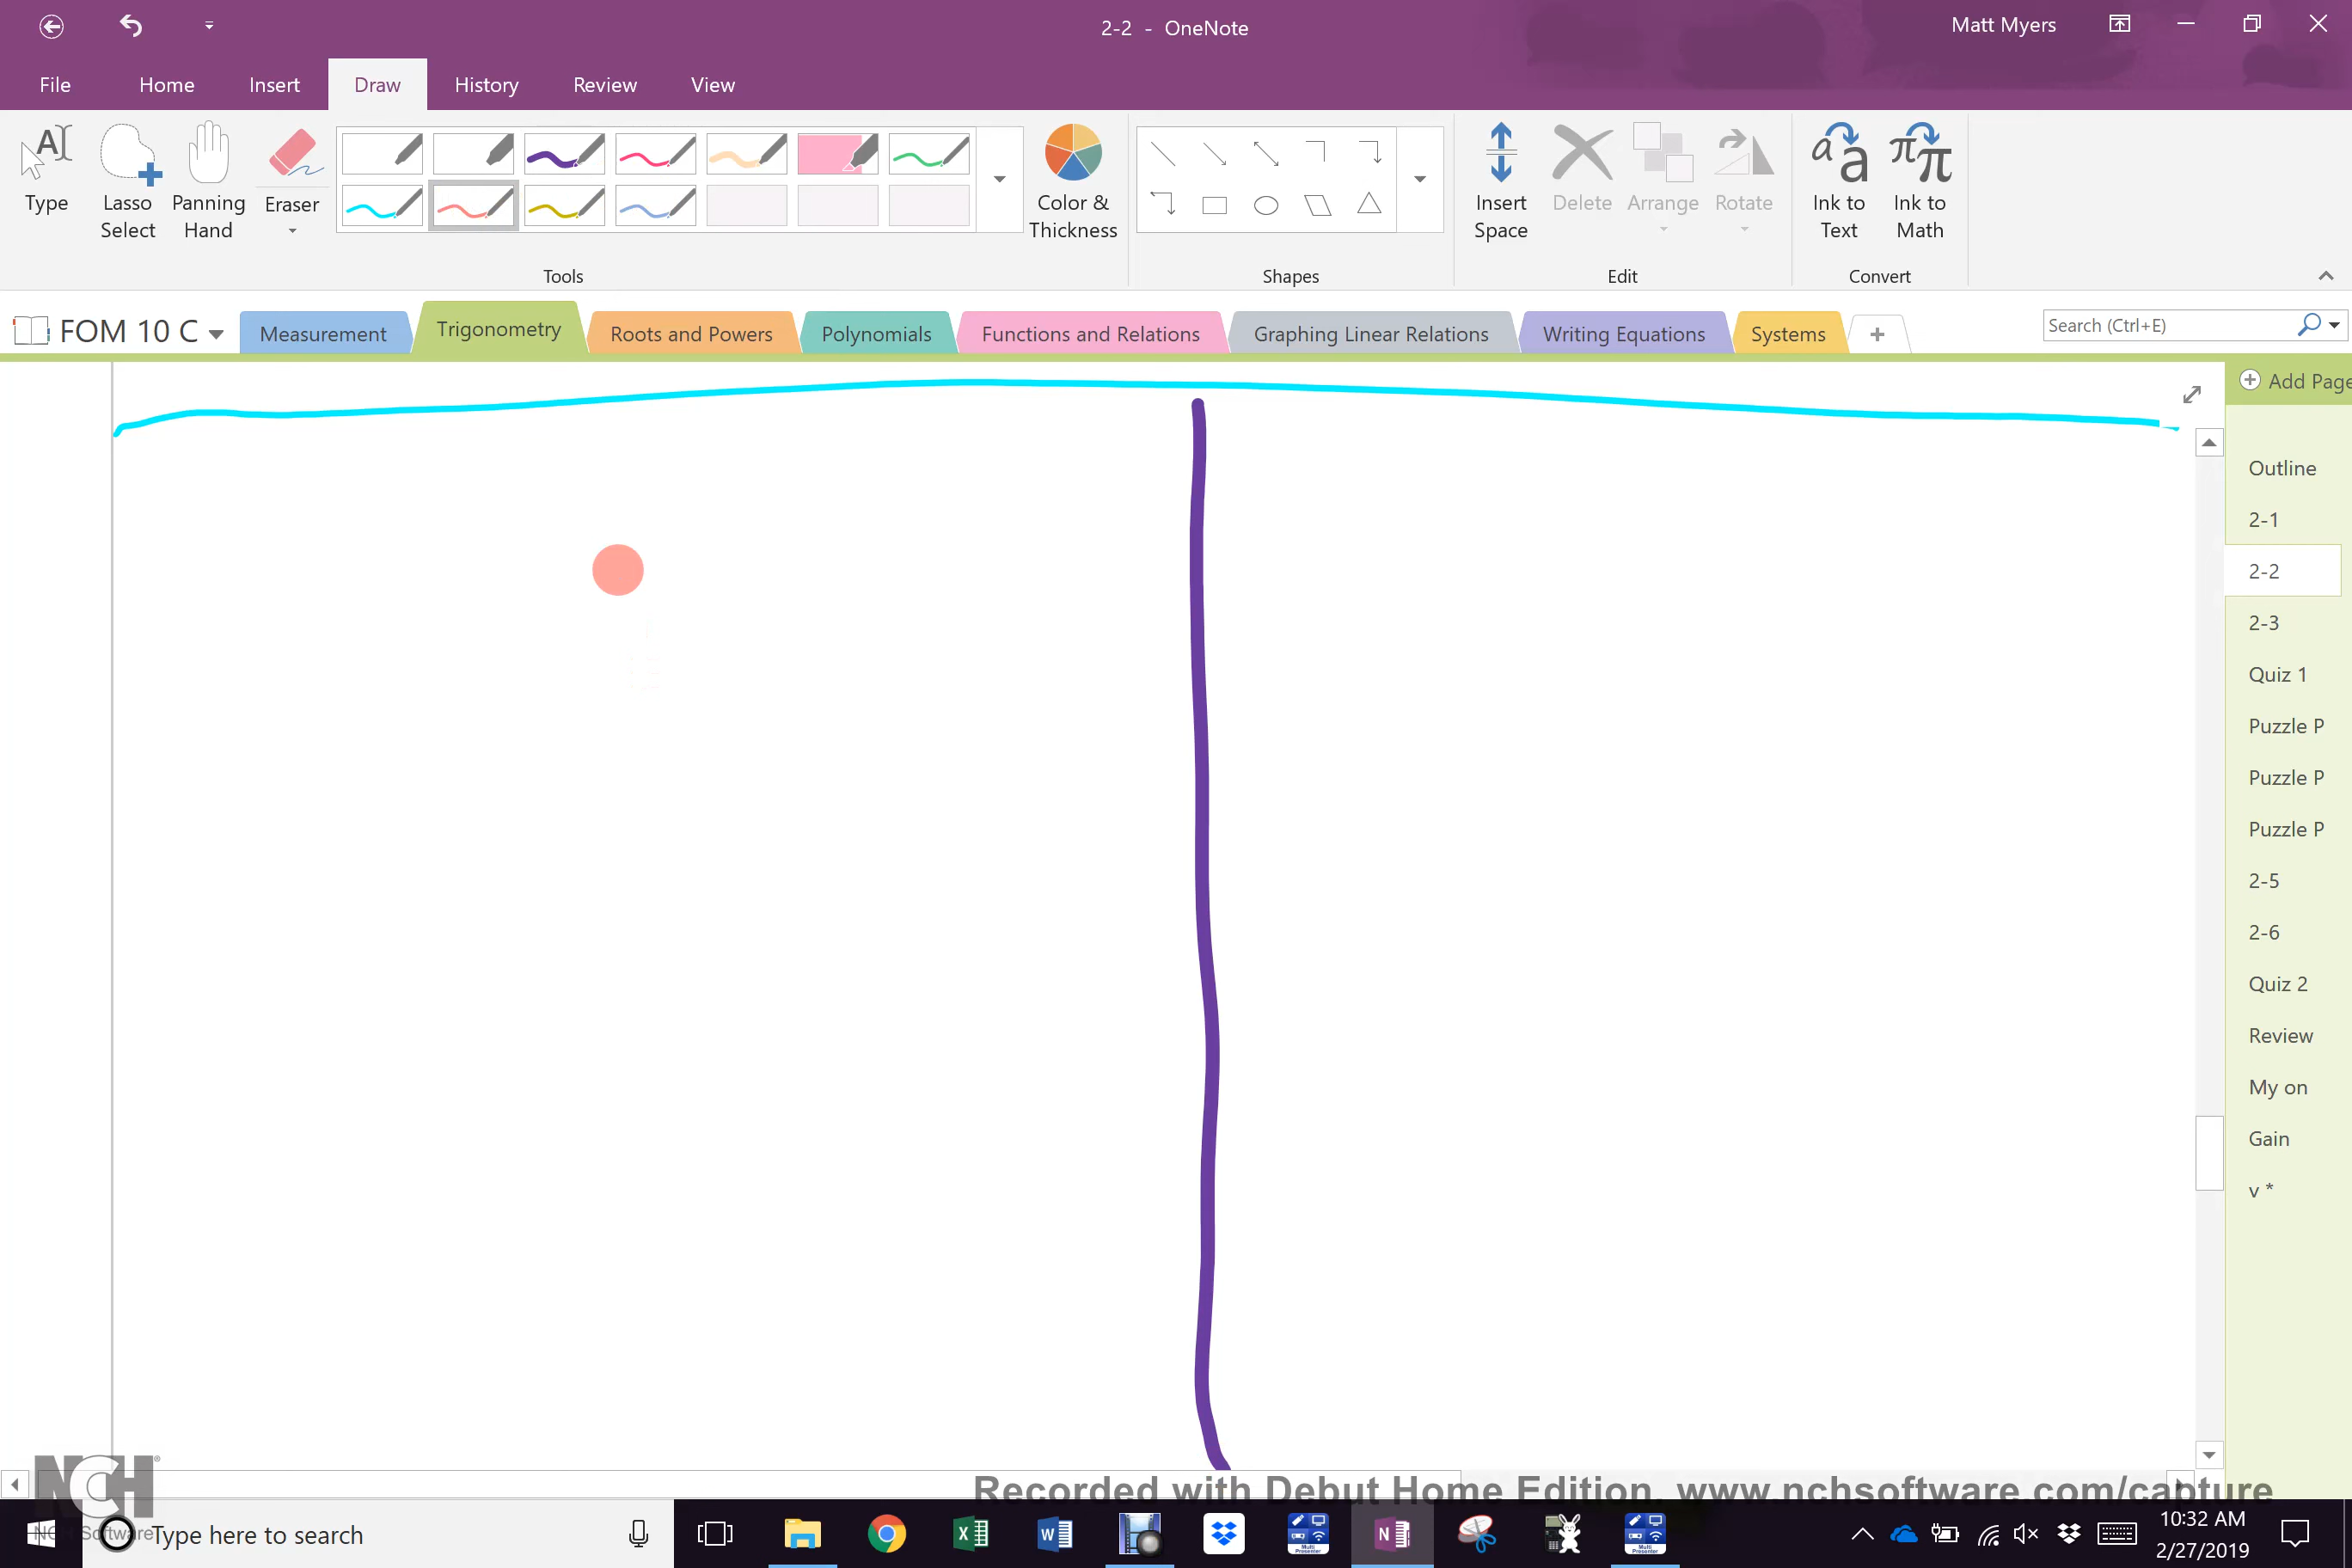 2-2 - OneNote
Matt Myers
File Home Insert Draw History Review View
Type
Lasso Select
Panning Hand
Eraser
Color & Thickness
Insert Space
Delete
Arrange
Rotate
Ink to Text
Ink to Math
Tools
Shapes
Edit
Convert
FOM 10 C
Measurement Trigonometry Roots and Powers Polynomials Functions and Relations Graphing Linear Relations Writing Equations Systems
Search (Ctrl+E)
Add Page
Outline
2-1
2-2
2-3
Quiz 1
Puzzle P
Puzzle P
Puzzle P
2-5
2-6
Quiz 2
Review
My on
Gain
v *
NCH
NCH Software
Recorded with Debut Home Edition. www.nchsoftware.com/capture
Type here to search
10:32 AM
2/27/2019